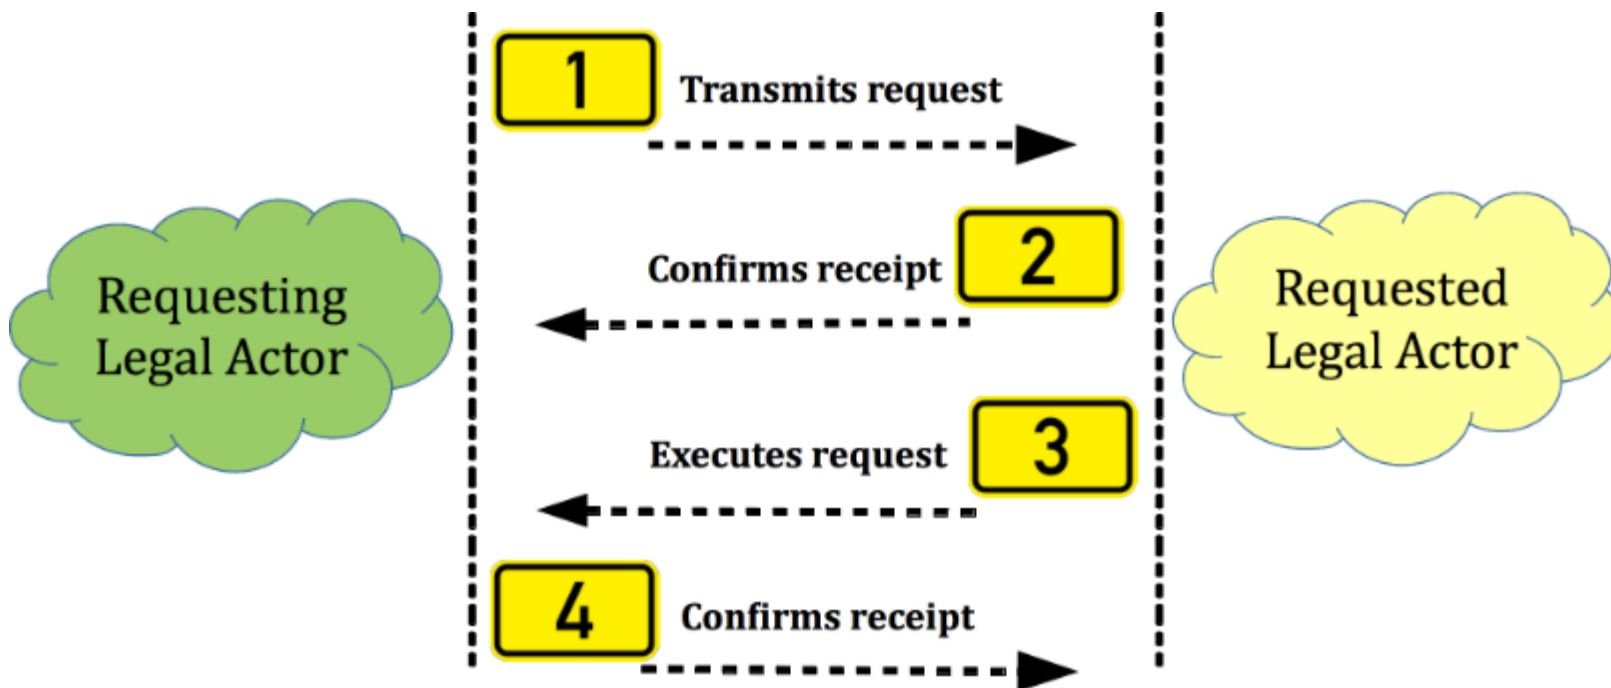 1
Transmits request
Confirms receipt
2
Requesting
Legal Actor
Requested
Legal Actor
Executes request
3
4
Confirms receipt